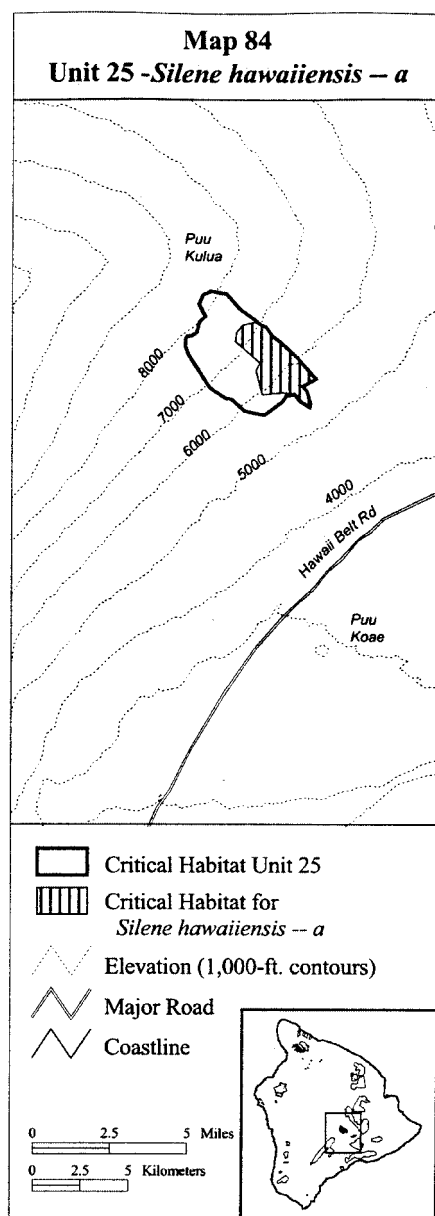 Map 84
Unit 25 -Silene hawaiiensis -- a
Puu
Kulua
8000
7000
6000
5000
4000
Hawaii Belt Rd
Puu
Koae
Critical Habitat Unit 25
Critical Habitat for
Silene hawaiiensis -- a
Elevation (1,000-ft. contours)
Major Road
Coastline
0 2.5 5 Miles
0 2.5 5 Kilometers